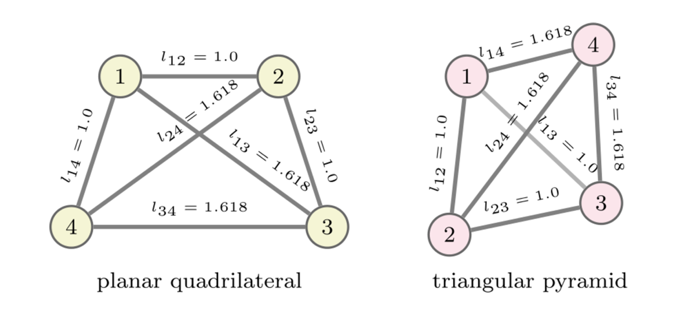 l₁₂ = 1.0
1
2
l₁₄ = 1.0
l₂₄ = 1.618
l₁₃ = 1.618
l₂₃ = 1.0
l₃₄ = 1.618
4
3
planar quadrilateral
l₁₄ = 1.618
4
1
l₁₂ = 1.0
l₂₄ = 1.618
l₁₃ = 1.0
l₃₄ = 1.618
l₂₃ = 1.0
3
2
triangular pyramid